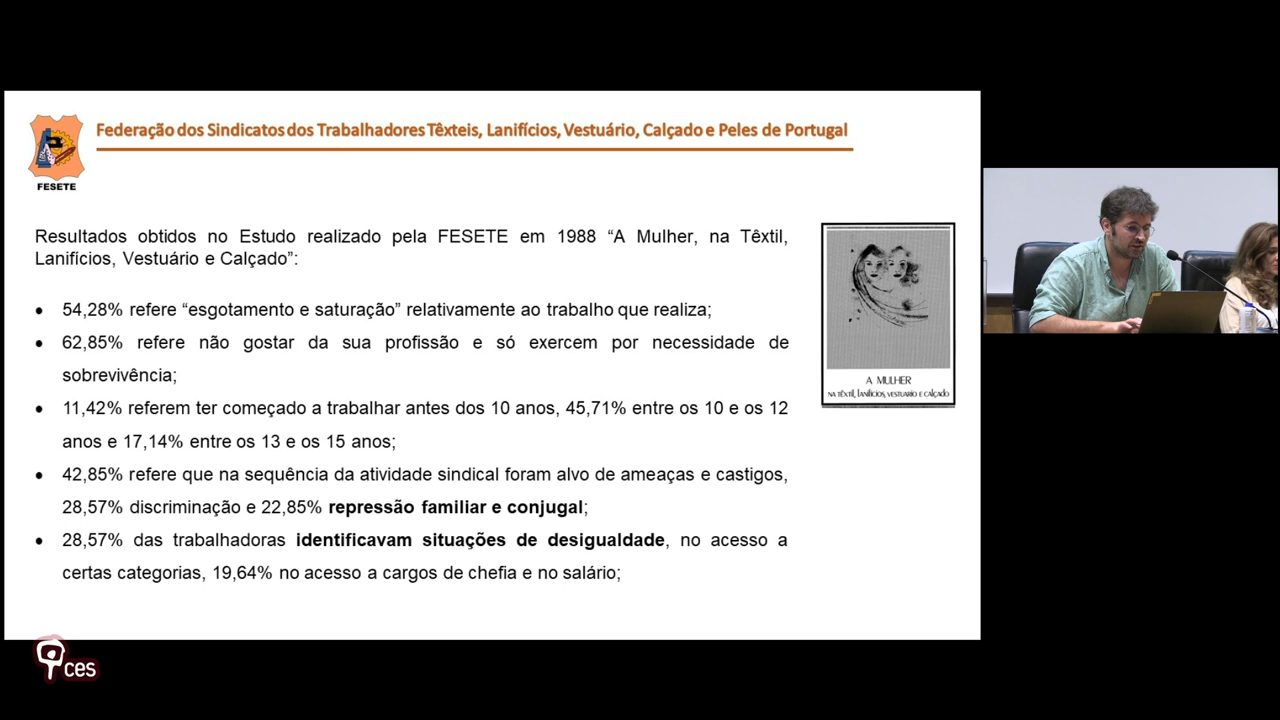 Federação dos Sindicatos dos Trabalhadores Têxteis, Lanifícios, Vestuário, Calçado e Peles de Portugal
FESETE
Resultados obtidos no Estudo realizado pela FESETE em 1988 “A Mulher, na Têxtil,
Lanifícios, Vestuário e Calçado”:
• 54,28% refere “esgotamento e saturação” relativamente ao trabalho que realiza;
• 62,85% refere não gostar da sua profissão e só exercem por necessidade de
sobrevivência;
• 11,42% referem ter começado a trabalhar antes dos 10 anos, 45,71% entre os 10 e os 12
anos e 17,14% entre os 13 e os 15 anos;
• 42,85% refere que na sequência da atividade sindical foram alvo de ameaças e castigos,
28,57% discriminação e 22,85% repressão familiar e conjugal;
• 28,57% das trabalhadoras identificavam situações de desigualdade, no acesso a
certas categorias, 19,64% no acesso a cargos de chefia e no salário;
A MULHER
NA TÊXTIL, LANIFÍCIOS, VESTUARIO E CALÇADO
ces